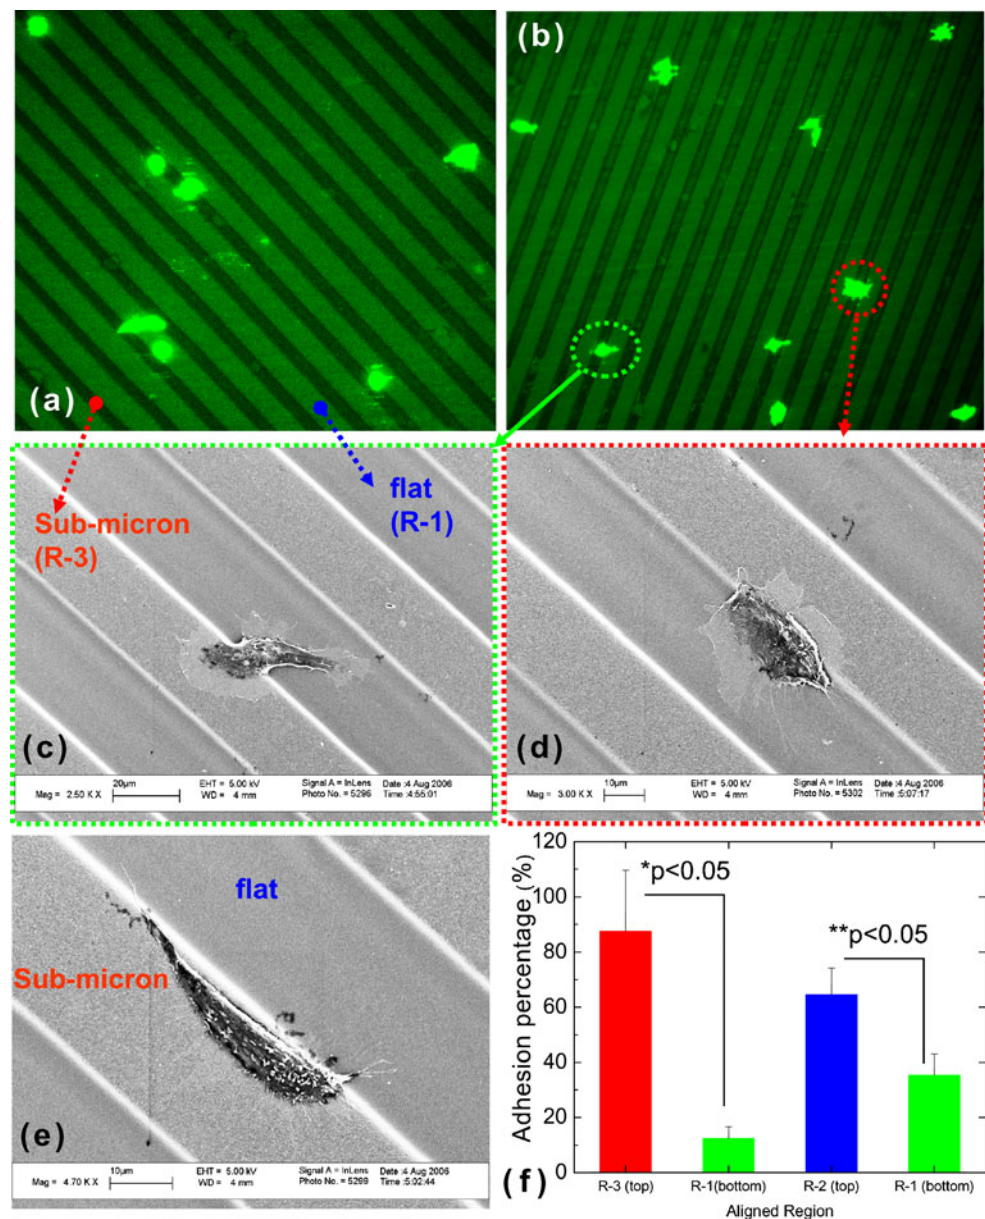 (a)
(b)
Sub-micron
(R-3)
flat
(R-1)
(c)
Mag = 2.50 K X
20µm
EHT = 5.00 kV
WD = 4 mm
Signal A = InLens
Photo No. = 5296
Date :4 Aug 2006
Time :4:55:01
(d)
Mag = 3.00 K X
10µm
EHT = 5.00 kV
WD = 4 mm
Signal A = InLens
Photo No. = 5302
Date :4 Aug 2006
Time :5:07:17
flat
Sub-micron
(e)
Mag = 4.70 K X
10µm
EHT = 5.00 kV
WD = 4 mm
Signal A = InLens
Photo No. = 5299
Date :4 Aug 2006
Time :5:02:44
Adhesion percentage (%)
120
100
80
60
40
20
0
*p<0.05
**p<0.05
R-3 (top)
R-1(bottom)
R-2 (top)
R-1 (bottom)
Aligned Region
(f)